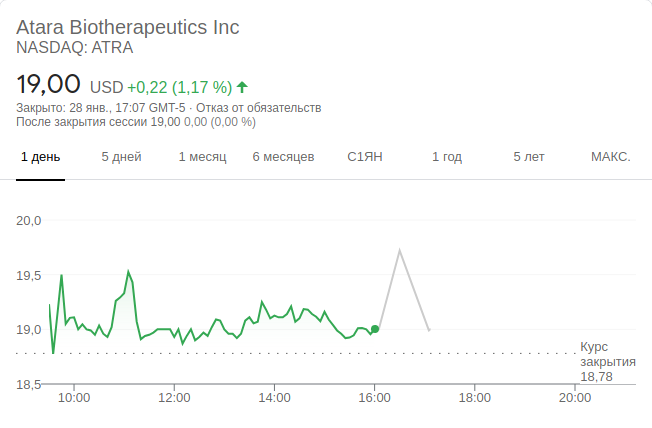 Atara Biotherapeutics Inc
NASDAQ: ATRA
19,00 USD +0,22 (1,17 %)
Закрыто: 28 янв., 17:07 GMT-5 · Отказ от обязательств
После закрытия сессии 19,00 0,00 (0,00 %)
1 день 5 дней 1 месяц 6 месяцев С1ЯН 1 год 5 лет МАКС.
20,0
19,5
19,0
Курс
закрытия
18,78
18,5
10:00 12:00 14:00 16:00 18:00 20:00